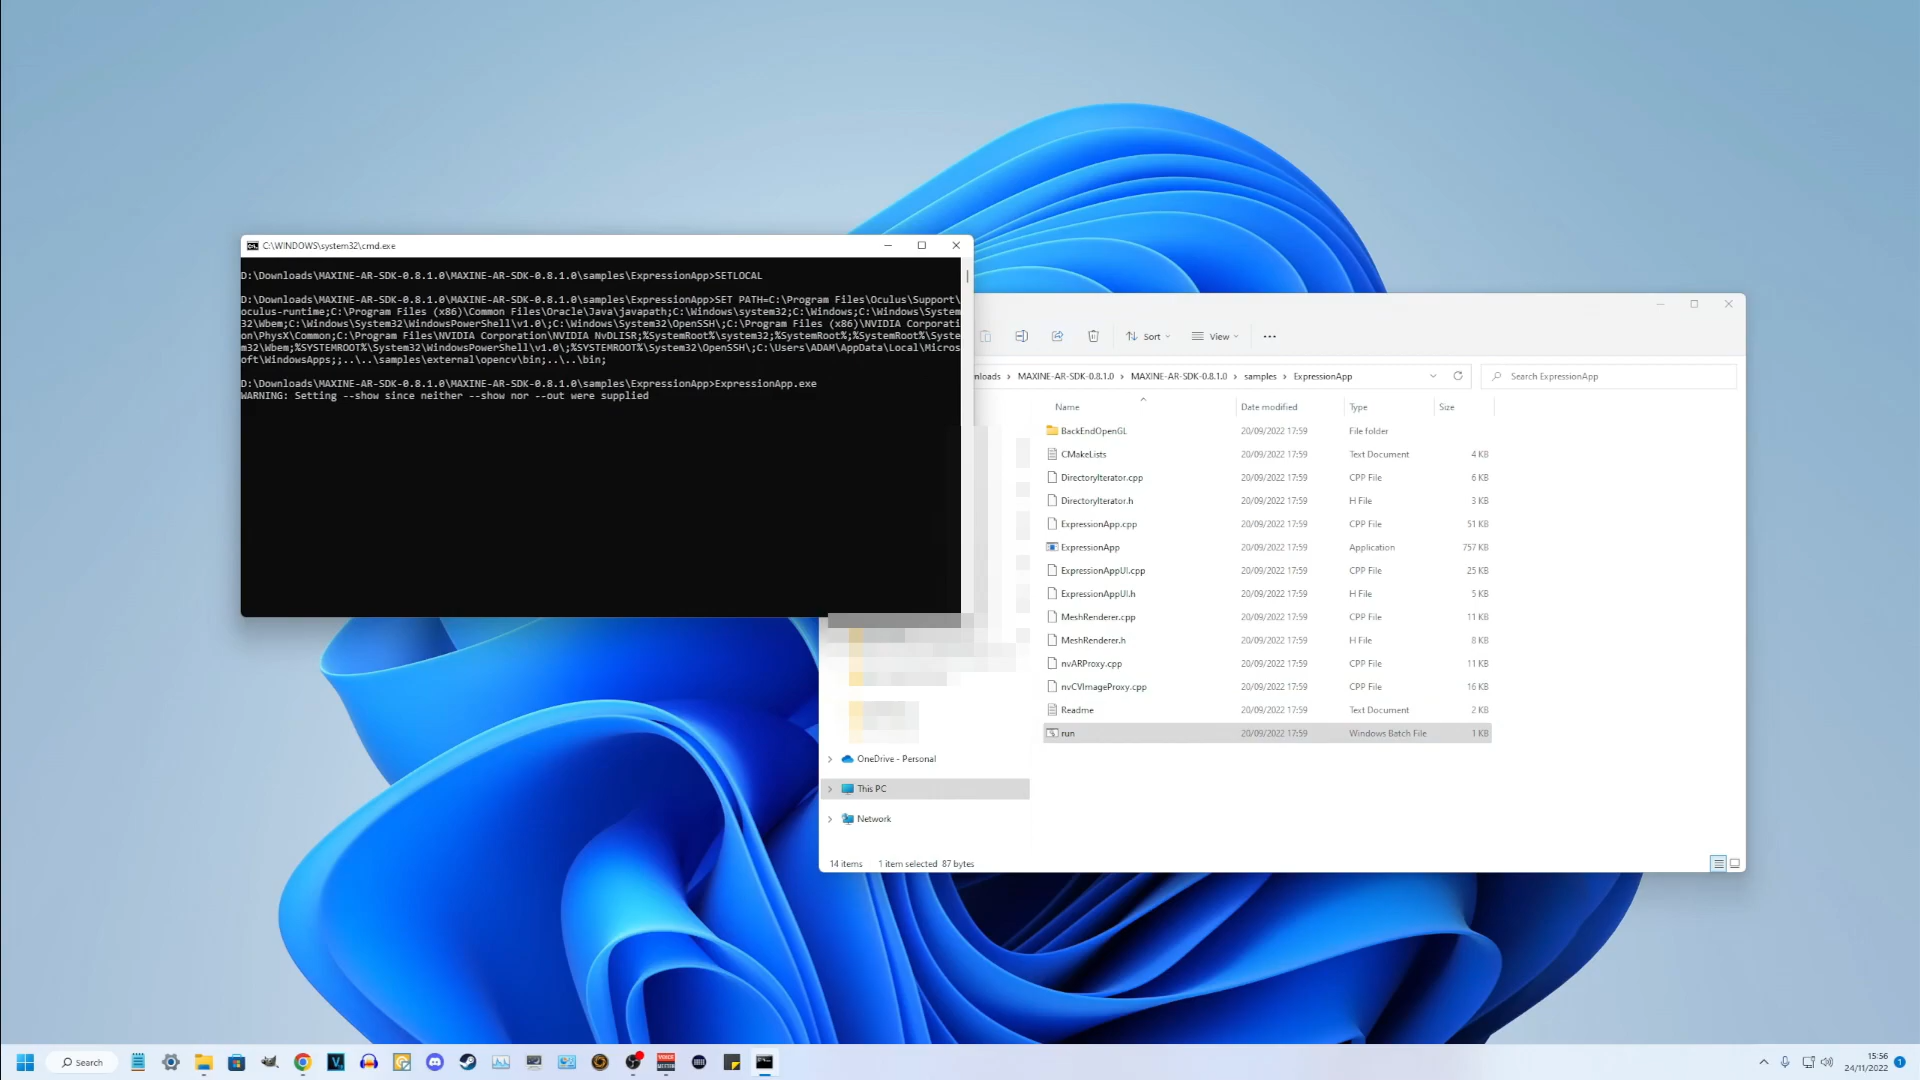 C:\WINDOWS\system32\cmd.exe
D:\Downloads\MAXINE-AR-SDK-0.8.1.0\MAXINE-AR-SDK-0.8.1.0\samples\ExpressionApp>SETLOCAL
D:\Downloads\MAXINE-AR-SDK-0.8.1.0\MAXINE-AR-SDK-0.8.1.0\samples\ExpressionApp>SET PATH=C:\Program Files\Oculus\Support\
oculus-runtime;C:\Program Files (x86)\Common Files\Oracle\Java\javapath;C:\Windows\system32;C:\Windows;C:\Windows\System
32\Wbem;C:\Windows\System32\WindowsPowerShell\v1.0\;C:\Windows\System32\OpenSSH\;C:\Program Files (x86)\NVIDIA Corporati
on\PhysX\Common;C:\Program Files\NVIDIA Corporation\NVIDIA NvDLISR;%SystemRoot%\system32;%SystemRoot%;%SystemRoot%\Syste
m32\Wbem;%SYSTEMROOT%\System32\WindowsPowerShell\v1.0\;%SYSTEMROOT%\System32\OpenSSH\;C:\Users\ADAM\AppData\Local\Micros
oft\WindowsApps;;..\..\samples\external\opencv\bin;..\..\bin;
D:\Downloads\MAXINE-AR-SDK-0.8.1.0\MAXINE-AR-SDK-0.8.1.0\samples\ExpressionApp>ExpressionApp.exe
WARNING: Setting --show since neither --show nor --out were supplied
Sort View
nloads > MAXINE-AR-SDK-0.8.1.0 > MAXINE-AR-SDK-0.8.1.0 > samples > ExpressionApp
Search ExpressionApp
Name Date modified Type Size
BackEndOpenGL 20/09/2022 17:59 File folder
CMakeLists 20/09/2022 17:59 Text Document 4 KB
DirectoryIterator.cpp 20/09/2022 17:59 CPP File 6 KB
DirectoryIterator.h 20/09/2022 17:59 H File 3 KB
ExpressionApp.cpp 20/09/2022 17:59 CPP File 51 KB
ExpressionApp 20/09/2022 17:59 Application 757 KB
ExpressionAppUI.cpp 20/09/2022 17:59 CPP File 25 KB
ExpressionAppUI.h 20/09/2022 17:59 H File 5 KB
MeshRenderer.cpp 20/09/2022 17:59 CPP File 11 KB
MeshRenderer.h 20/09/2022 17:59 H File 8 KB
nvARProxy.cpp 20/09/2022 17:59 CPP File 11 KB
nvCVImageProxy.cpp 20/09/2022 17:59 CPP File 16 KB
Readme 20/09/2022 17:59 Text Document 2 KB
run 20/09/2022 17:59 Windows Batch File 1 KB
OneDrive - Personal
This PC
Network
14 items 1 item selected 87 bytes
Search
15:56
24/11/2022
1